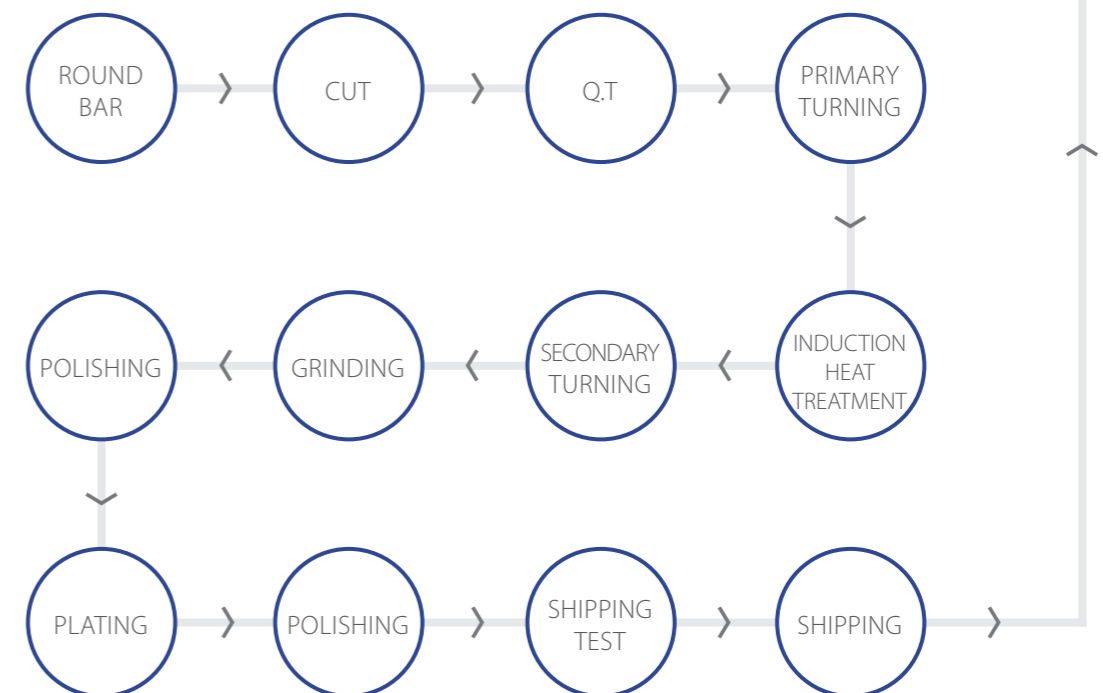 ROUND
BAR
CUT
Q.T
PRIMARY
TURNING
INDUCTION
HEAT
TREATMENT
SECONDARY
TURNING
GRINDING
POLISHING
PLATING
POLISHING
SHIPPING
TEST
SHIPPING